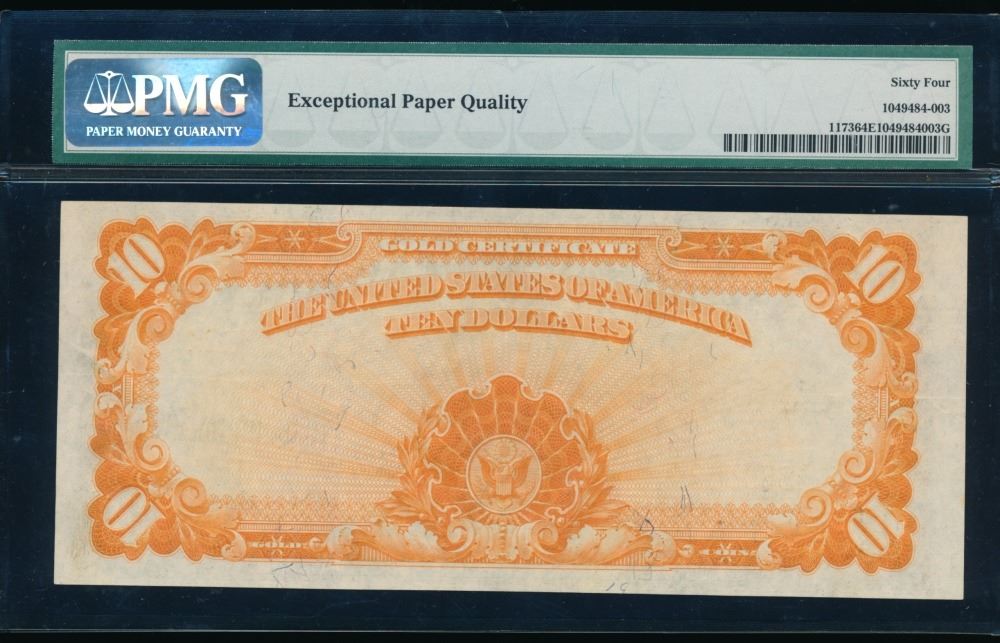 PMG
PAPER MONEY GUARANTY
Exceptional Paper Quality
Sixty Four
1049484-003
117364E1049484003G
10
10
GOLD CERTIFICATE
THE UNITED STATES OF AMERICA
TEN DOLLARS
10
10
GOLD
COIN